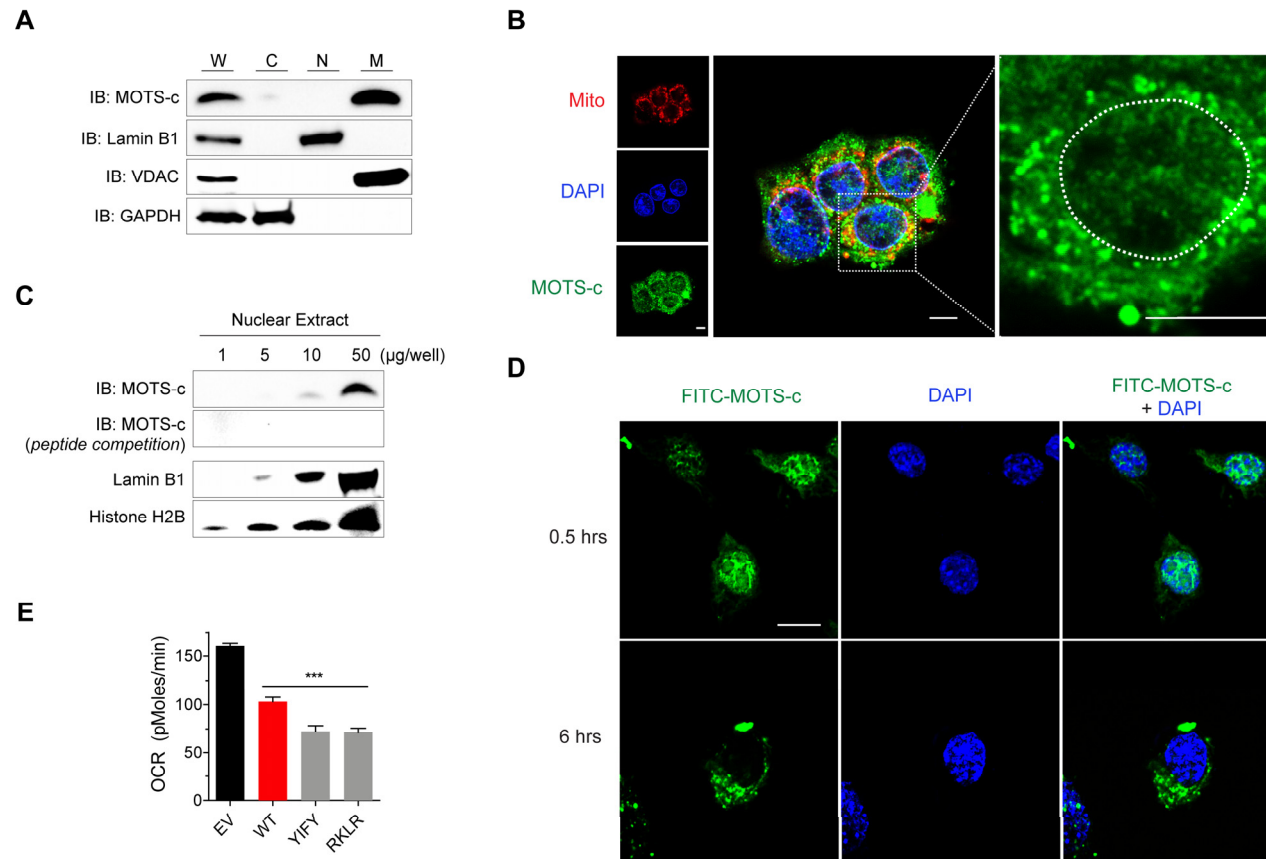 A
W C N M
IB: MOTS-c
IB: Lamin B1
IB: VDAC
IB: GAPDH
B
Mito
DAPI
MOTS-c
C
Nuclear Extract
1 5 10 50 (µg/well)
IB: MOTS-c
IB: MOTS-c
(peptide competition)
Lamin B1
Histone H2B
D
FITC-MOTS-c DAPI FITC-MOTS-c
+ DAPI
0.5 hrs
6 hrs
E
OCR (pMoles/min)
150
100
50
0
***
EV WT YIFY RKLR